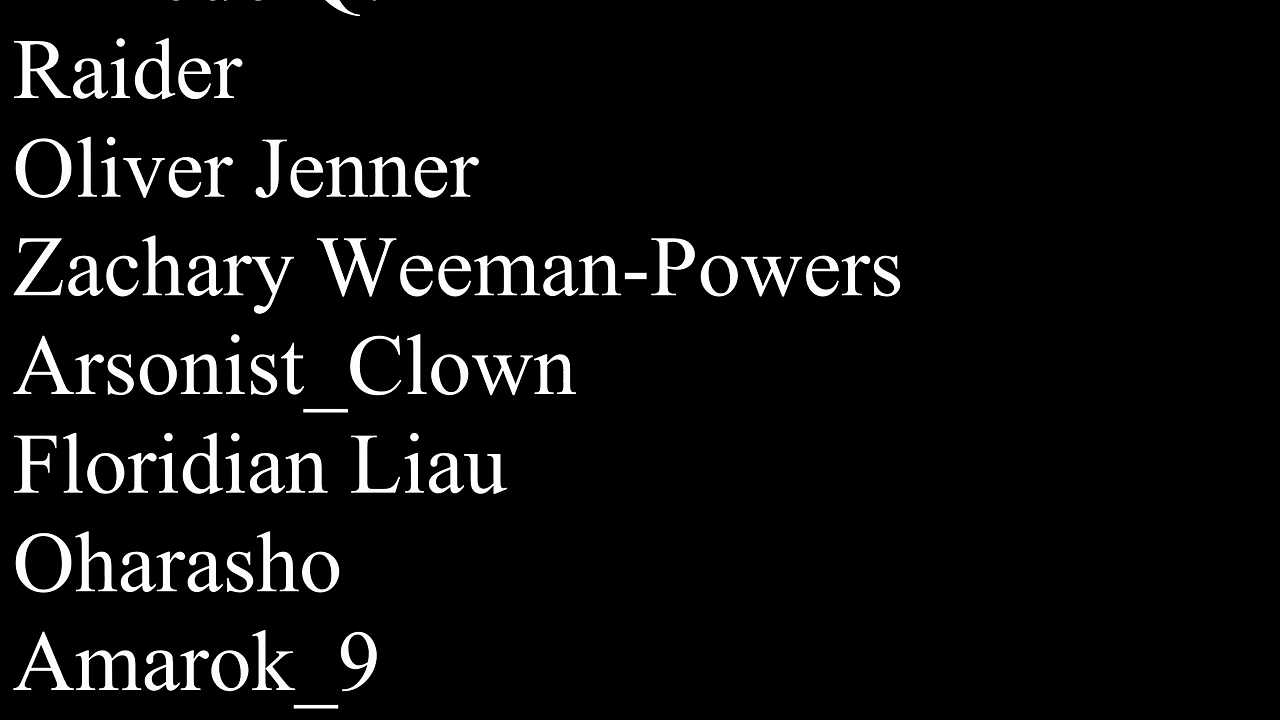 Raider
Oliver Jenner
Zachary Weeman-Powers
Arsonist_Clown
Floridian Liau
Oharasho
Amarok_9